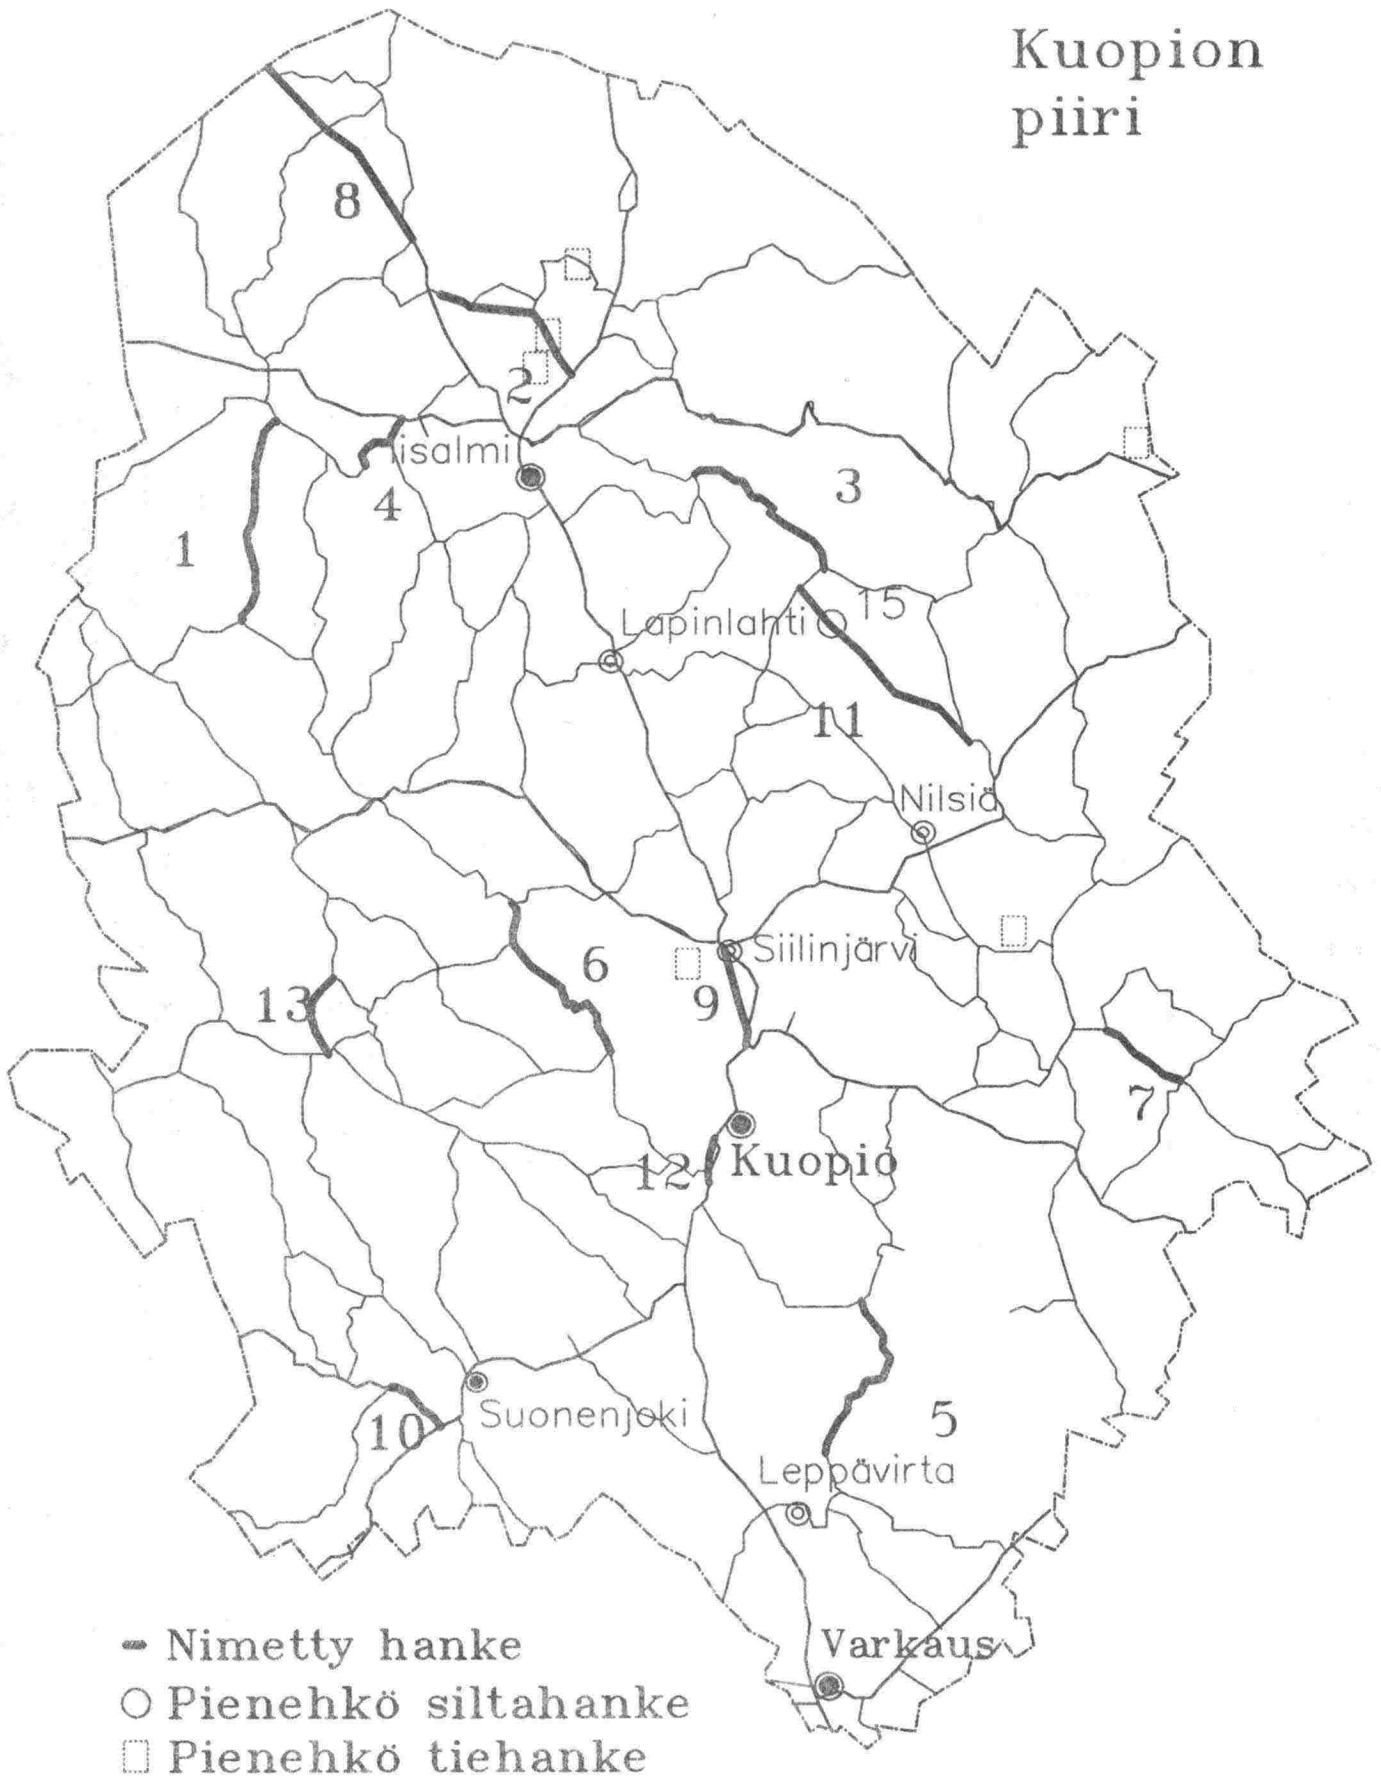 Kuopion
piiri
8
2
Iisalmi
3
4
1
15
Lapinlahti
11
Nilsiä
Siilinjärvi
6
9
13
7
Kuopio
12
10
Suonenjoki
5
Leppävirta
Varkaus
Nimetty hanke
Pienehkö siltahanke
Pienehkö tiehanke